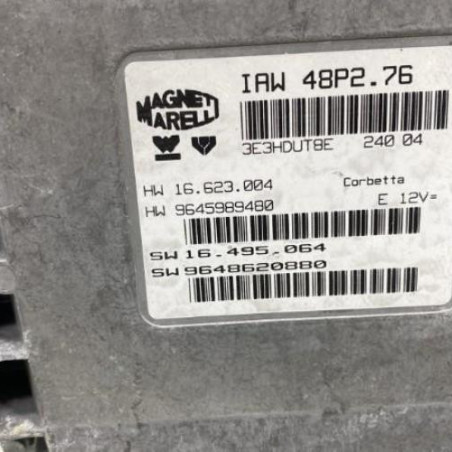 IAW 48P2.76
MAGNETI
MARELLI
3E3HDUT8E 240 04
HW 16.623.004 Corbetta
HW 9645989480 E 12V=
SW 16.495.064
SW 9648620880